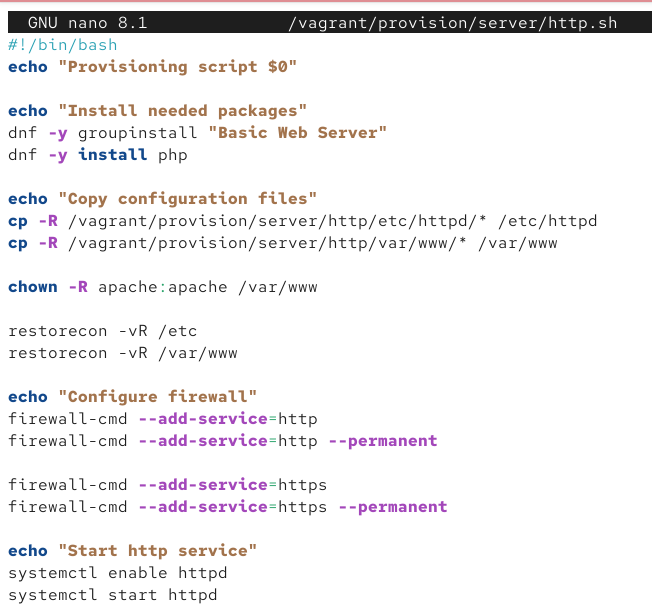 GNU nano 8.1 /vagrant/provision/server/http.sh
#!/bin/bash
echo "Provisioning script $0"
echo "Install needed packages"
dnf -y groupinstall "Basic Web Server"
dnf -y install php
echo "Copy configuration files"
cp -R /vagrant/provision/server/http/etc/httpd/* /etc/httpd
cp -R /vagrant/provision/server/http/var/www/* /var/www
chown -R apache:apache /var/www
restorecon -vR /etc
restorecon -vR /var/www
echo "Configure firewall"
firewall-cmd --add-service=http
firewall-cmd --add-service=http --permanent
firewall-cmd --add-service=https
firewall-cmd --add-service=https --permanent
echo "Start http service"
systemctl enable httpd
systemctl start httpd